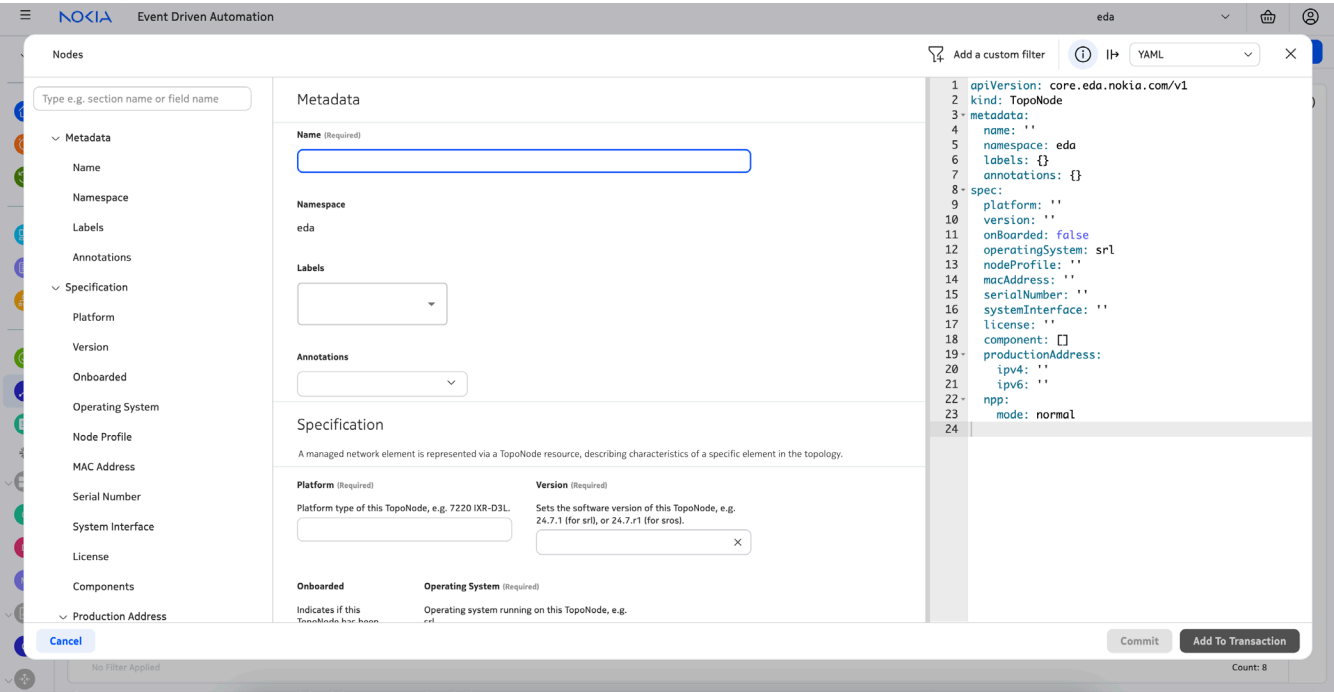 NOKIA Event Driven Automation eda
Nodes
Add a custom filter
YAML
Type e.g. section name or field name
Metadata
Name
Namespace
Labels
Annotations
Specification
Platform
Version
Onboarded
Operating System
Node Profile
MAC Address
Serial Number
System Interface
License
Components
Production Address
Metadata
Name (Required)
Namespace
eda
Labels
Annotations
Specification
A managed network element is represented via a TopoNode resource, describing characteristics of a specific element in the topology.
Platform (Required)
Platform type of this TopoNode, e.g. 7220 IXR-D3L.
Version (Required)
Sets the software version of this TopoNode, e.g.
24.7.1 (for srl), or 24.7.r1 (for sros).
Onboarded
Indicates if this
TopoNode has been
Operating System (Required)
Operating system running on this TopoNode, e.g.
srl
1 apiVersion: core.eda.nokia.com/v1
2 kind: TopoNode
3 metadata:
4 name: ''
5 namespace: eda
6 labels: {}
7 annotations: {}
8 spec:
9 platform: ''
10 version: ''
11 onBoarded: false
12 operatingSystem: srl
13 nodeProfile: ''
14 macAddress: ''
15 serialNumber: ''
16 systemInterface: ''
17 license: ''
18 component: []
19 productionAddress:
20 ipv4: ''
21 ipv6: ''
22 npp:
23 mode: normal
24
Cancel
Commit
Add To Transaction
No Filter Applied
Count: 8